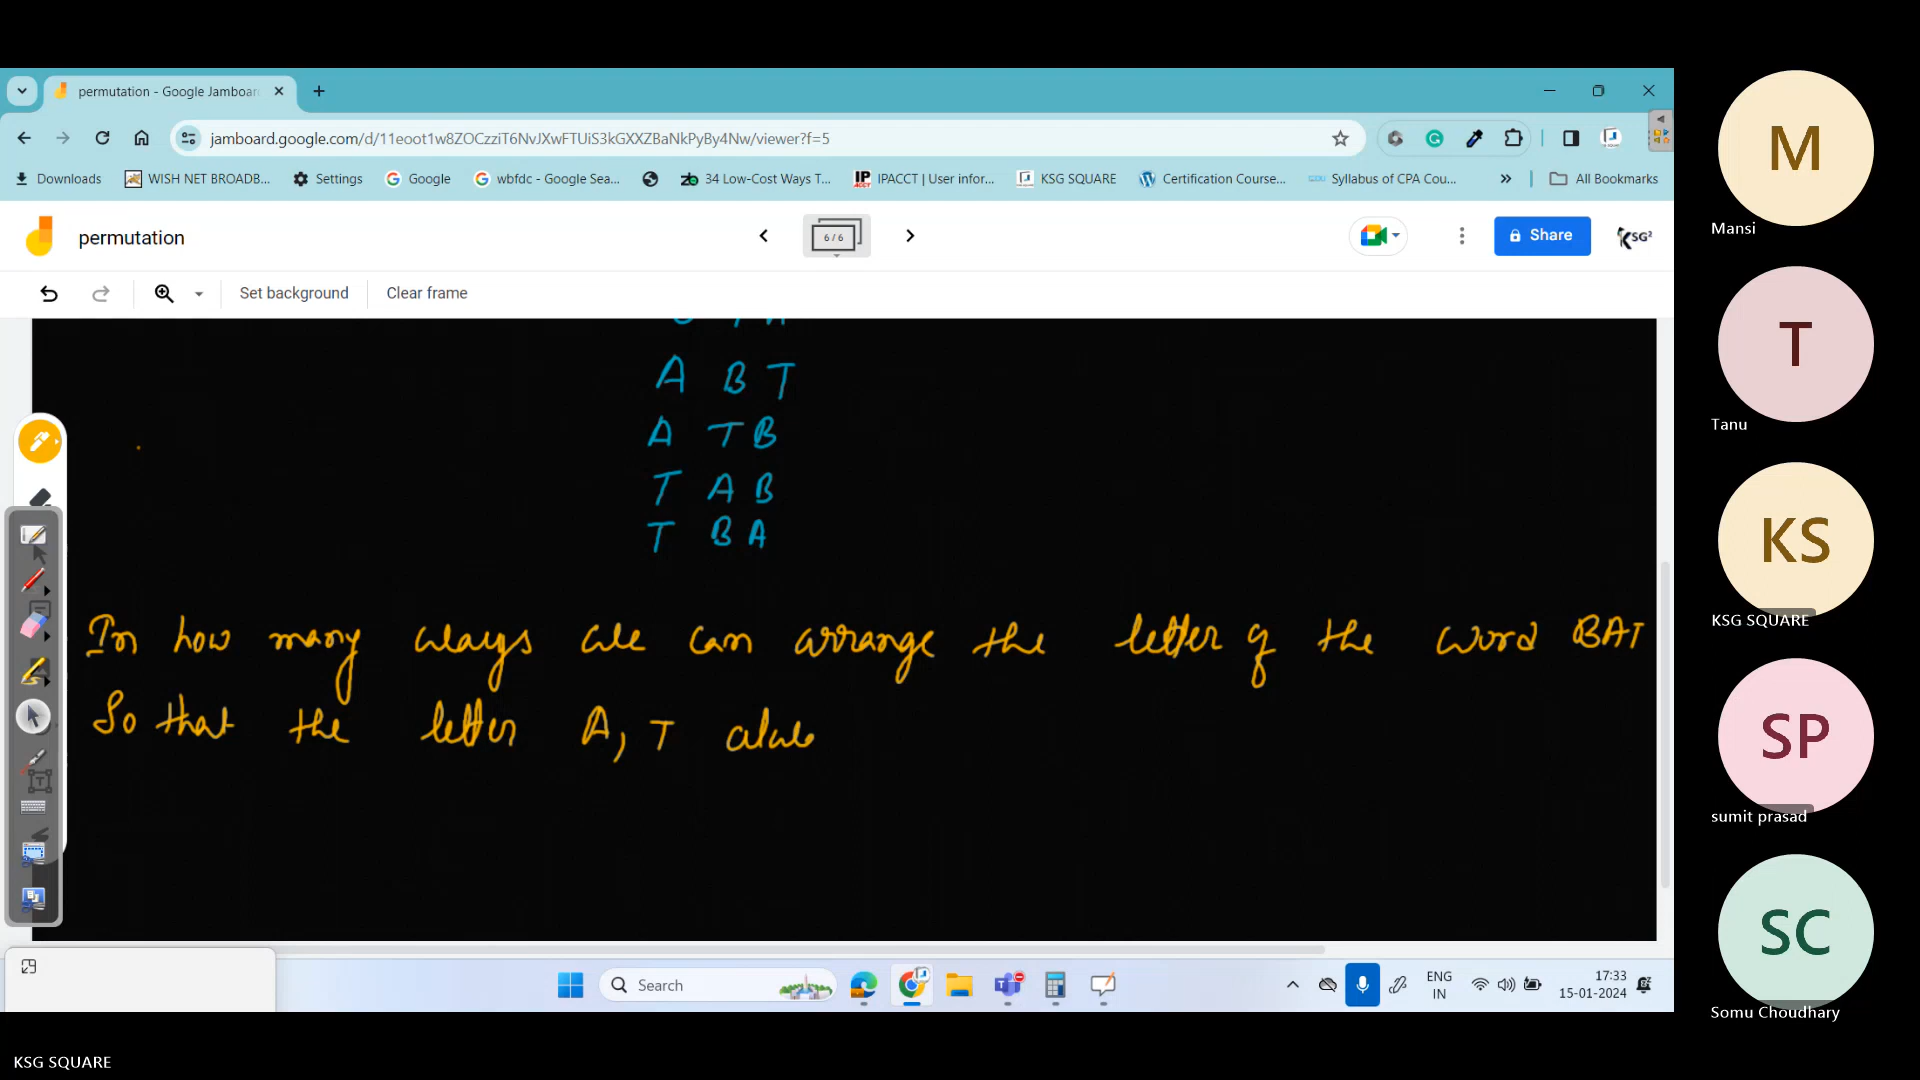 permutation - Google Jamboar
jamboard.google.com/d/11eoot1w8ZOCzziT6NvJXwFTUiS3kGXXZBaNkPyBy4Nw/viewer?f=5
Downloads WISH NET BROADB... Settings Google wbfdc - Google Sea... 34 Low-Cost Ways T... IPACCT | User infor... KSG SQUARE Certification Course... Syllabus of CPA Cou... » All Bookmarks
permutation 6 / 6 Share KSG²
Set background Clear frame
A B T
A T B
T A B
T B A
In how many ways we can arrange the letter of the word BAT
So that the letter A, T
Search
ENG
IN
17:33
15-01-2024
M
Mansi
T
Tanu
KS
KSG SQUARE
SP
sumit prasad
SC
Somu Choudhary
KSG SQUARE